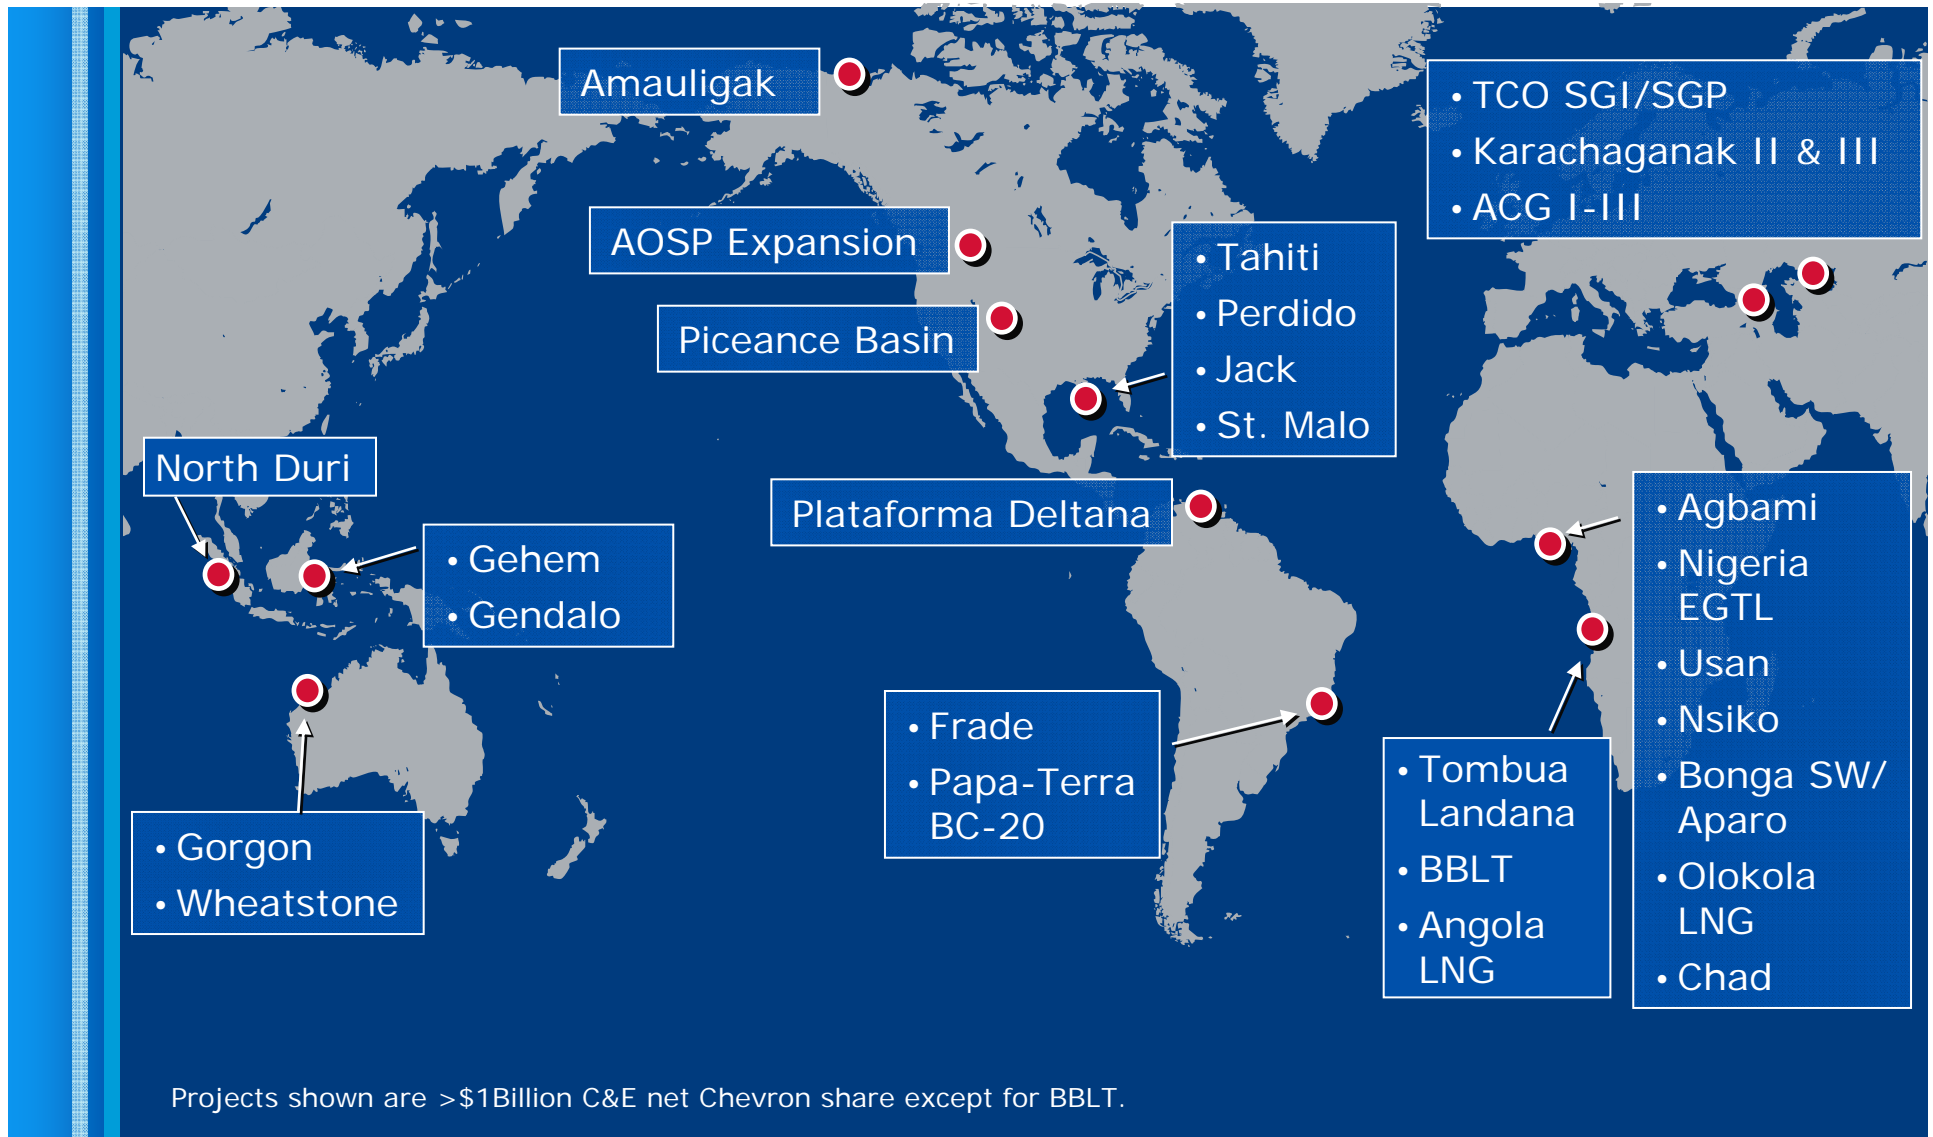 Amauligak
• TCO SGI/SGP
• Karachaganak II & III
• ACG I-III
AOSP Expansion
• Tahiti
• Perdido
• Jack
• St. Malo
Piceance Basin
North Duri
Plataforma Deltana
• Gehem
• Gendalo
• Agbami
• Nigeria
EGTL
• Usan
• Nsiko
• Bonga SW/
Aparo
• Olokola
LNG
• Chad
• Frade
• Papa-Terra
BC-20
• Tombua
Landana
• BBLT
• Angola
LNG
• Gorgon
• Wheatstone
Projects shown are >$1Billion C&E net Chevron share except for BBLT.